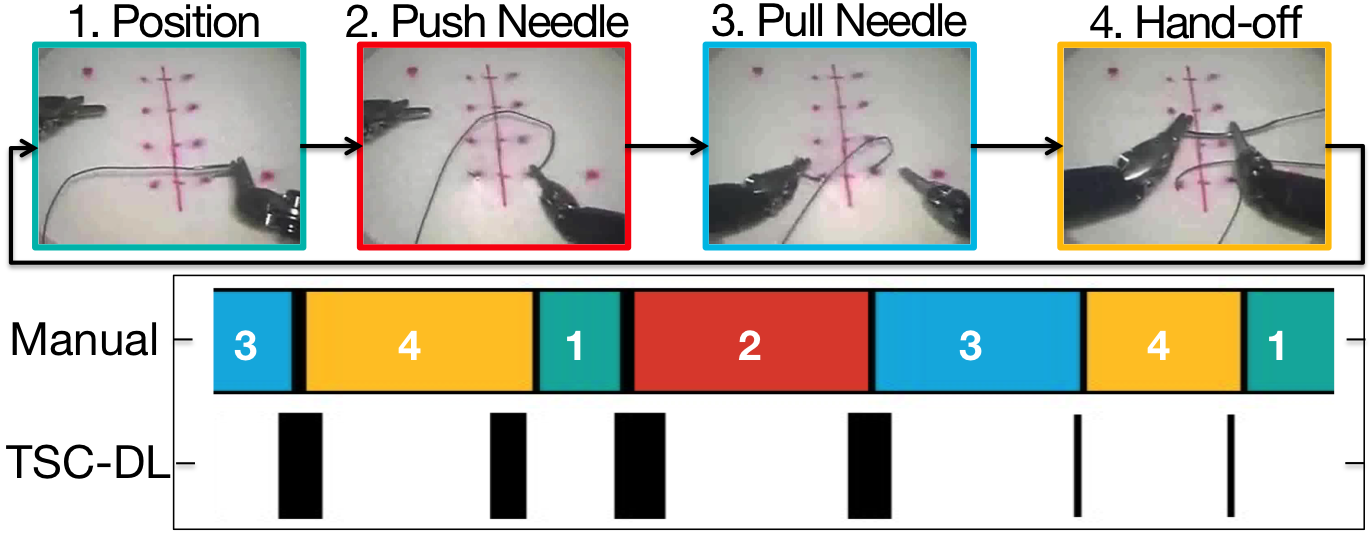 1. Position 2. Push Needle 3. Pull Needle 4. Hand-off
Manual 3 4 1 2 3 4 1
TSC-DL